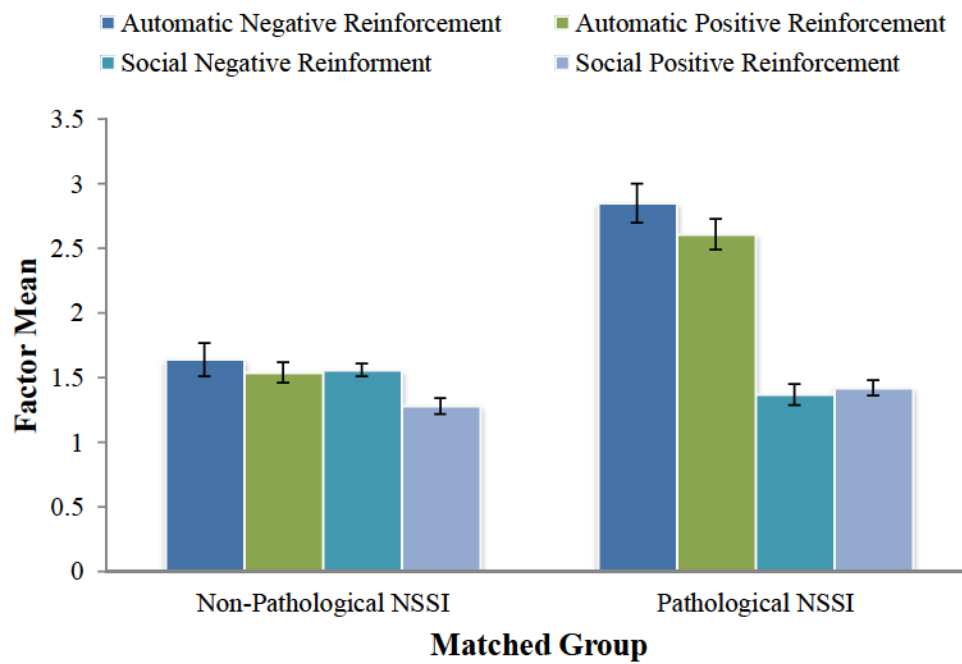 Automatic Negative Reinforcement
Automatic Positive Reinforcement
Social Negative Reinforment
Social Positive Reinforcement
3.5
3
2.5
2
1.5
1
0.5
0
Factor Mean
Non-Pathological NSSI
Pathological NSSI
Matched Group